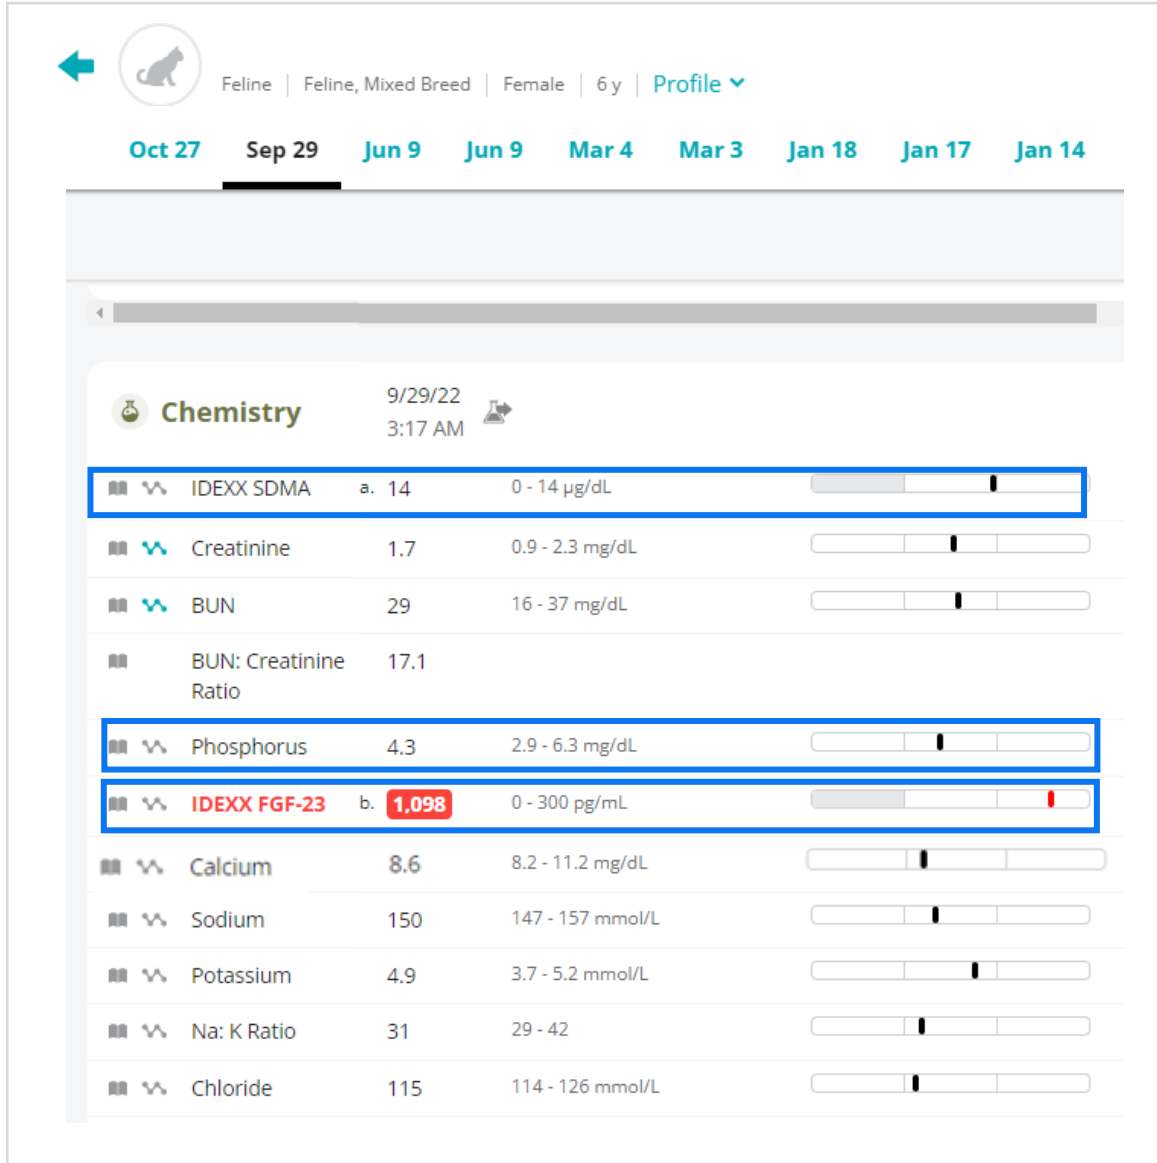 Feline | Feline, Mixed Breed | Female | 6 y | Profile
Oct 27 Sep 29 Jun 9 Jun 9 Mar 4 Mar 3 Jan 18 Jan 17 Jan 14
Chemistry 9/29/22
3:17 AM
IDEXX SDMA a. 14 0 - 14 µg/dL
Creatinine 1.7 0.9 - 2.3 mg/dL
BUN 29 16 - 37 mg/dL
BUN: Creatinine 17.1
Ratio
Phosphorus 4.3 2.9 - 6.3 mg/dL
IDEXX FGF-23 b. 1,098 0 - 300 pg/mL
Calcium 8.6 8.2 - 11.2 mg/dL
Sodium 150 147 - 157 mmol/L
Potassium 4.9 3.7 - 5.2 mmol/L
Na: K Ratio 31 29 - 42
Chloride 115 114 - 126 mmol/L